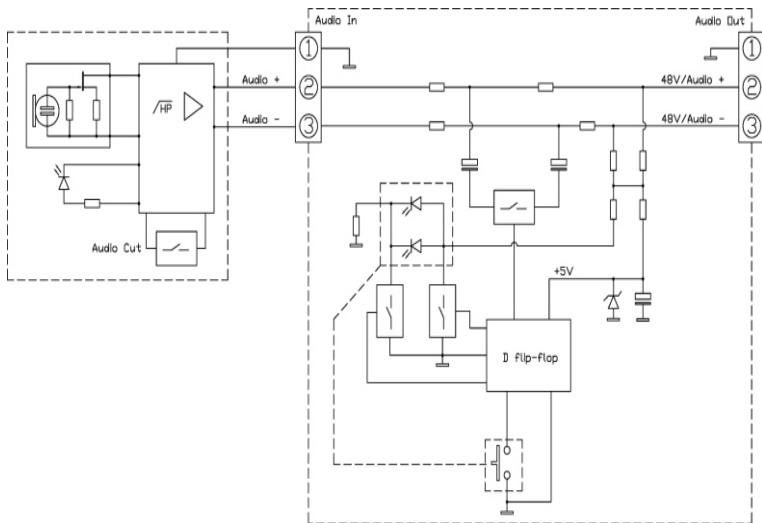 Audio In
Audio Out
1
1
Audio +
2
48V/Audio +
2
/HP
Audio -
3
48V/Audio -
3
Audio Cut
+5V
D flip-flop